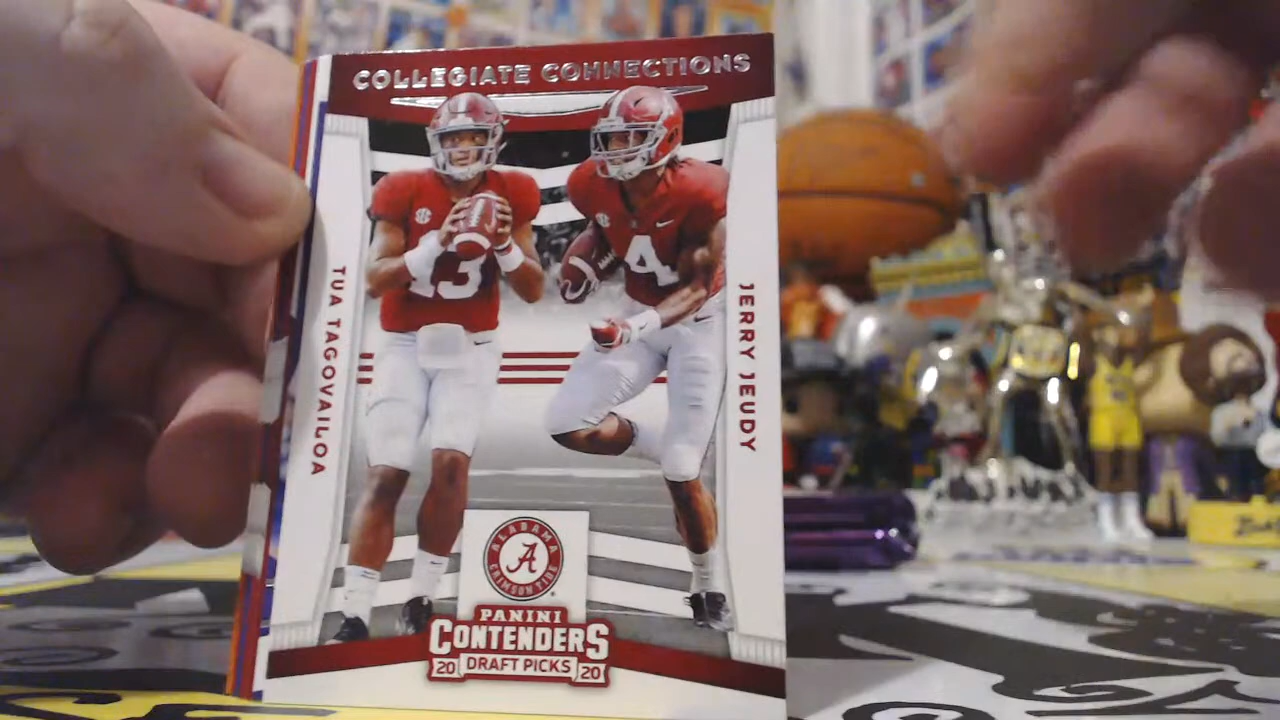 COLLEGIATE CONNECTIONS
TUA TAGOVAILOA
13
4
JERRY JEUDY
ALABAMA
A
CRIMSON TIDE
PANINI
CONTENDERS
20 DRAFT PICKS 20